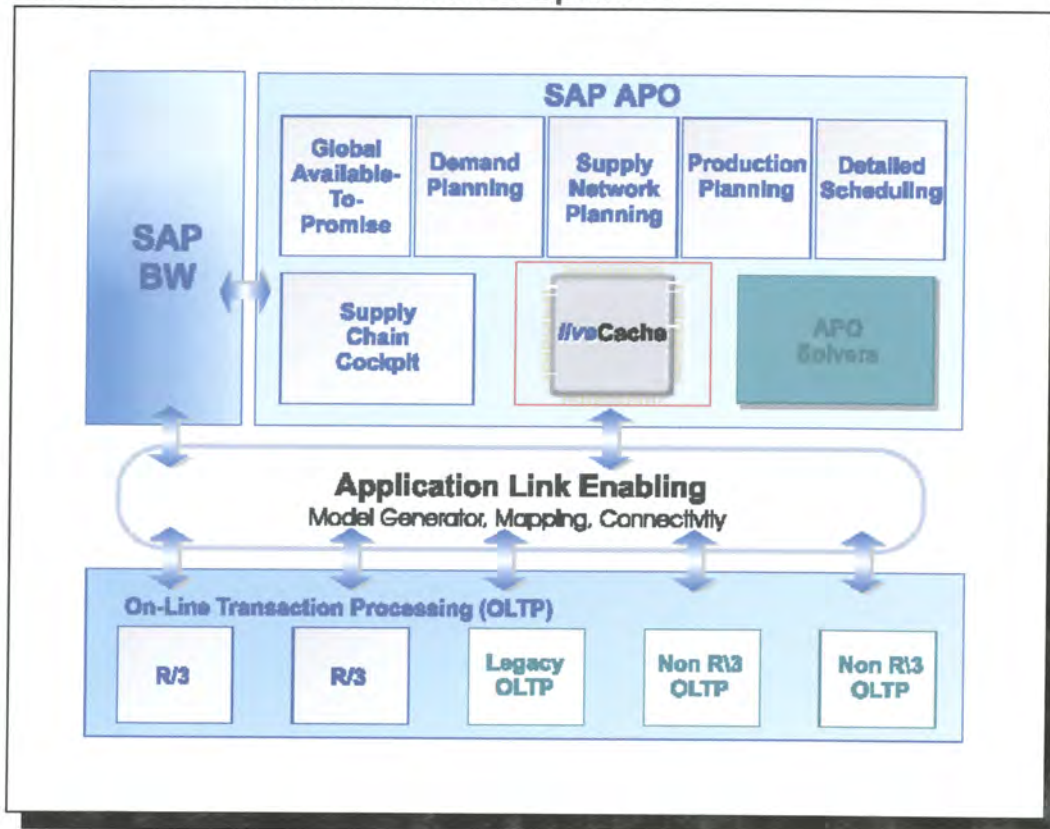 SAP
BW
SAP APO
Global
Available-
To-
Promise
Demand
Planning
Supply
Network
Planning
Production
Planning
Detailed
Scheduling
Supply
Chain
Cockpit
liveCache
APO
Solvers
Application Link Enabling
Model Generator, Mapping, Connectivity
On-Line Transaction Processing (OLTP)
R/3
R/3
Legacy
OLTP
Non R\3
OLTP
Non R\3
OLTP